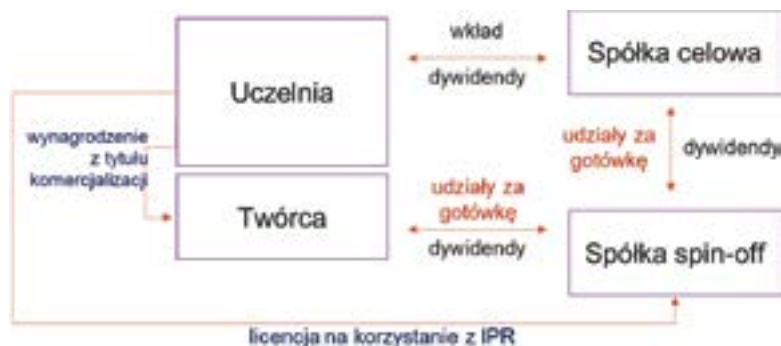 Uczelnia
wkład
dywidendy
Spółka celowa
wynagrodzenie
z tytułu
komercjalizacji
udziały za
gotówkę
dywidendy
Twórca
udziały za
gotówkę
dywidendy
Spółka spin-off
licencja na korzystanie z IPR